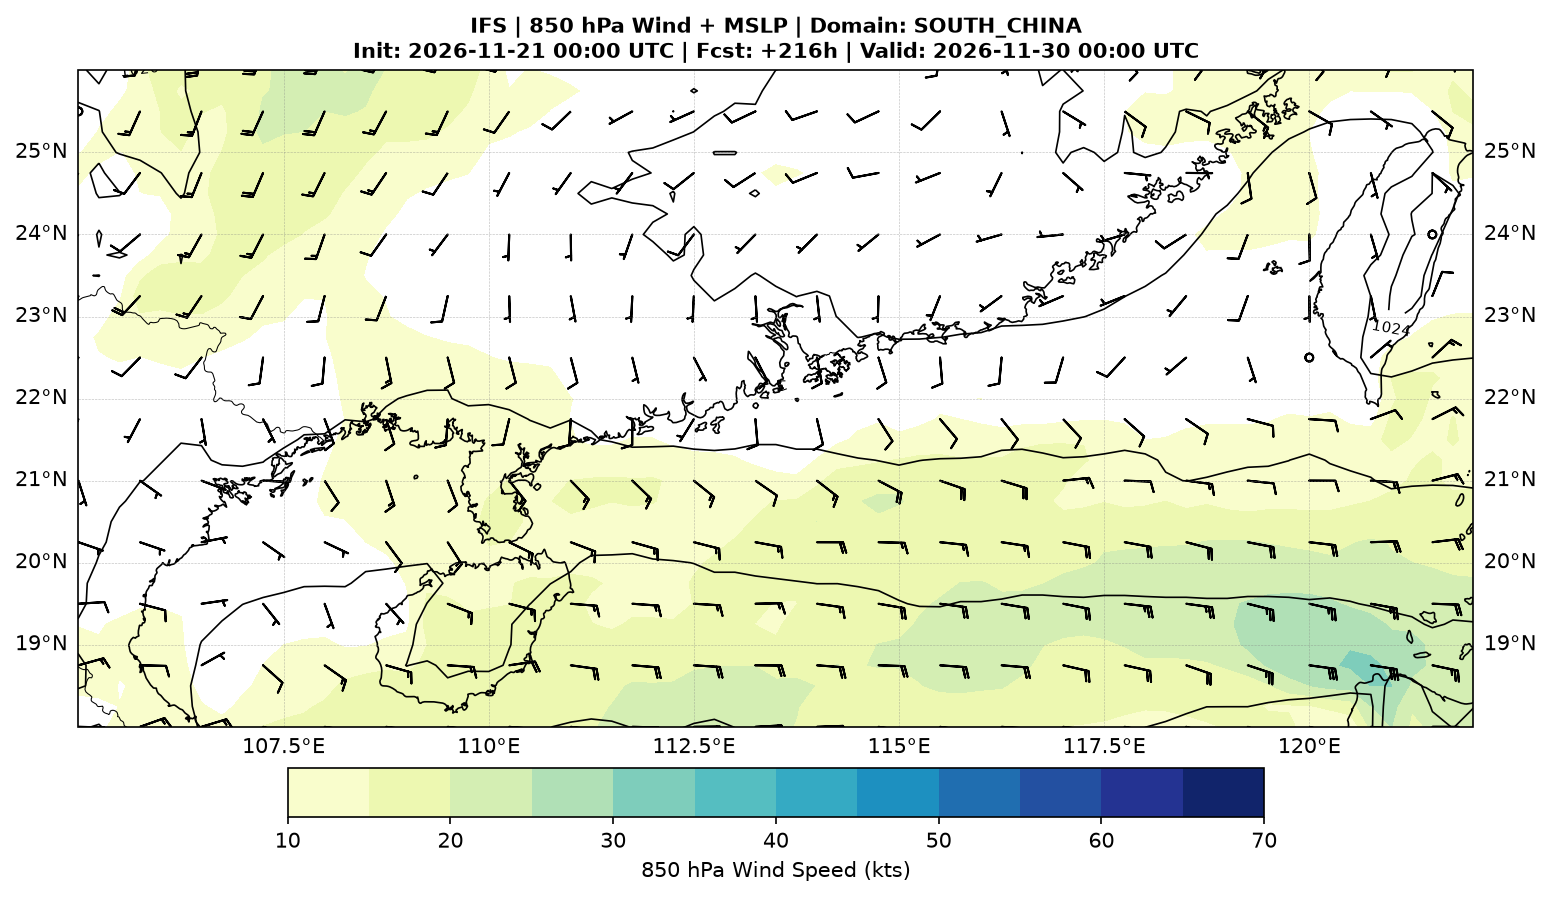 IFS | 850 hPa Wind + MSLP | Domain: SOUTH_CHINA
Init: 2026-11-21 00:00 UTC | Fcst: +216h | Valid: 2026-11-30 00:00 UTC
25°N 25°N
24°N 24°N
23°N 23°N
1024
22°N 22°N
21°N 21°N
20°N 20°N
19°N 19°N
107.5°E 110°E 112.5°E 115°E 117.5°E 120°E
10 20 30 40 50 60 70
850 hPa Wind Speed (kts)